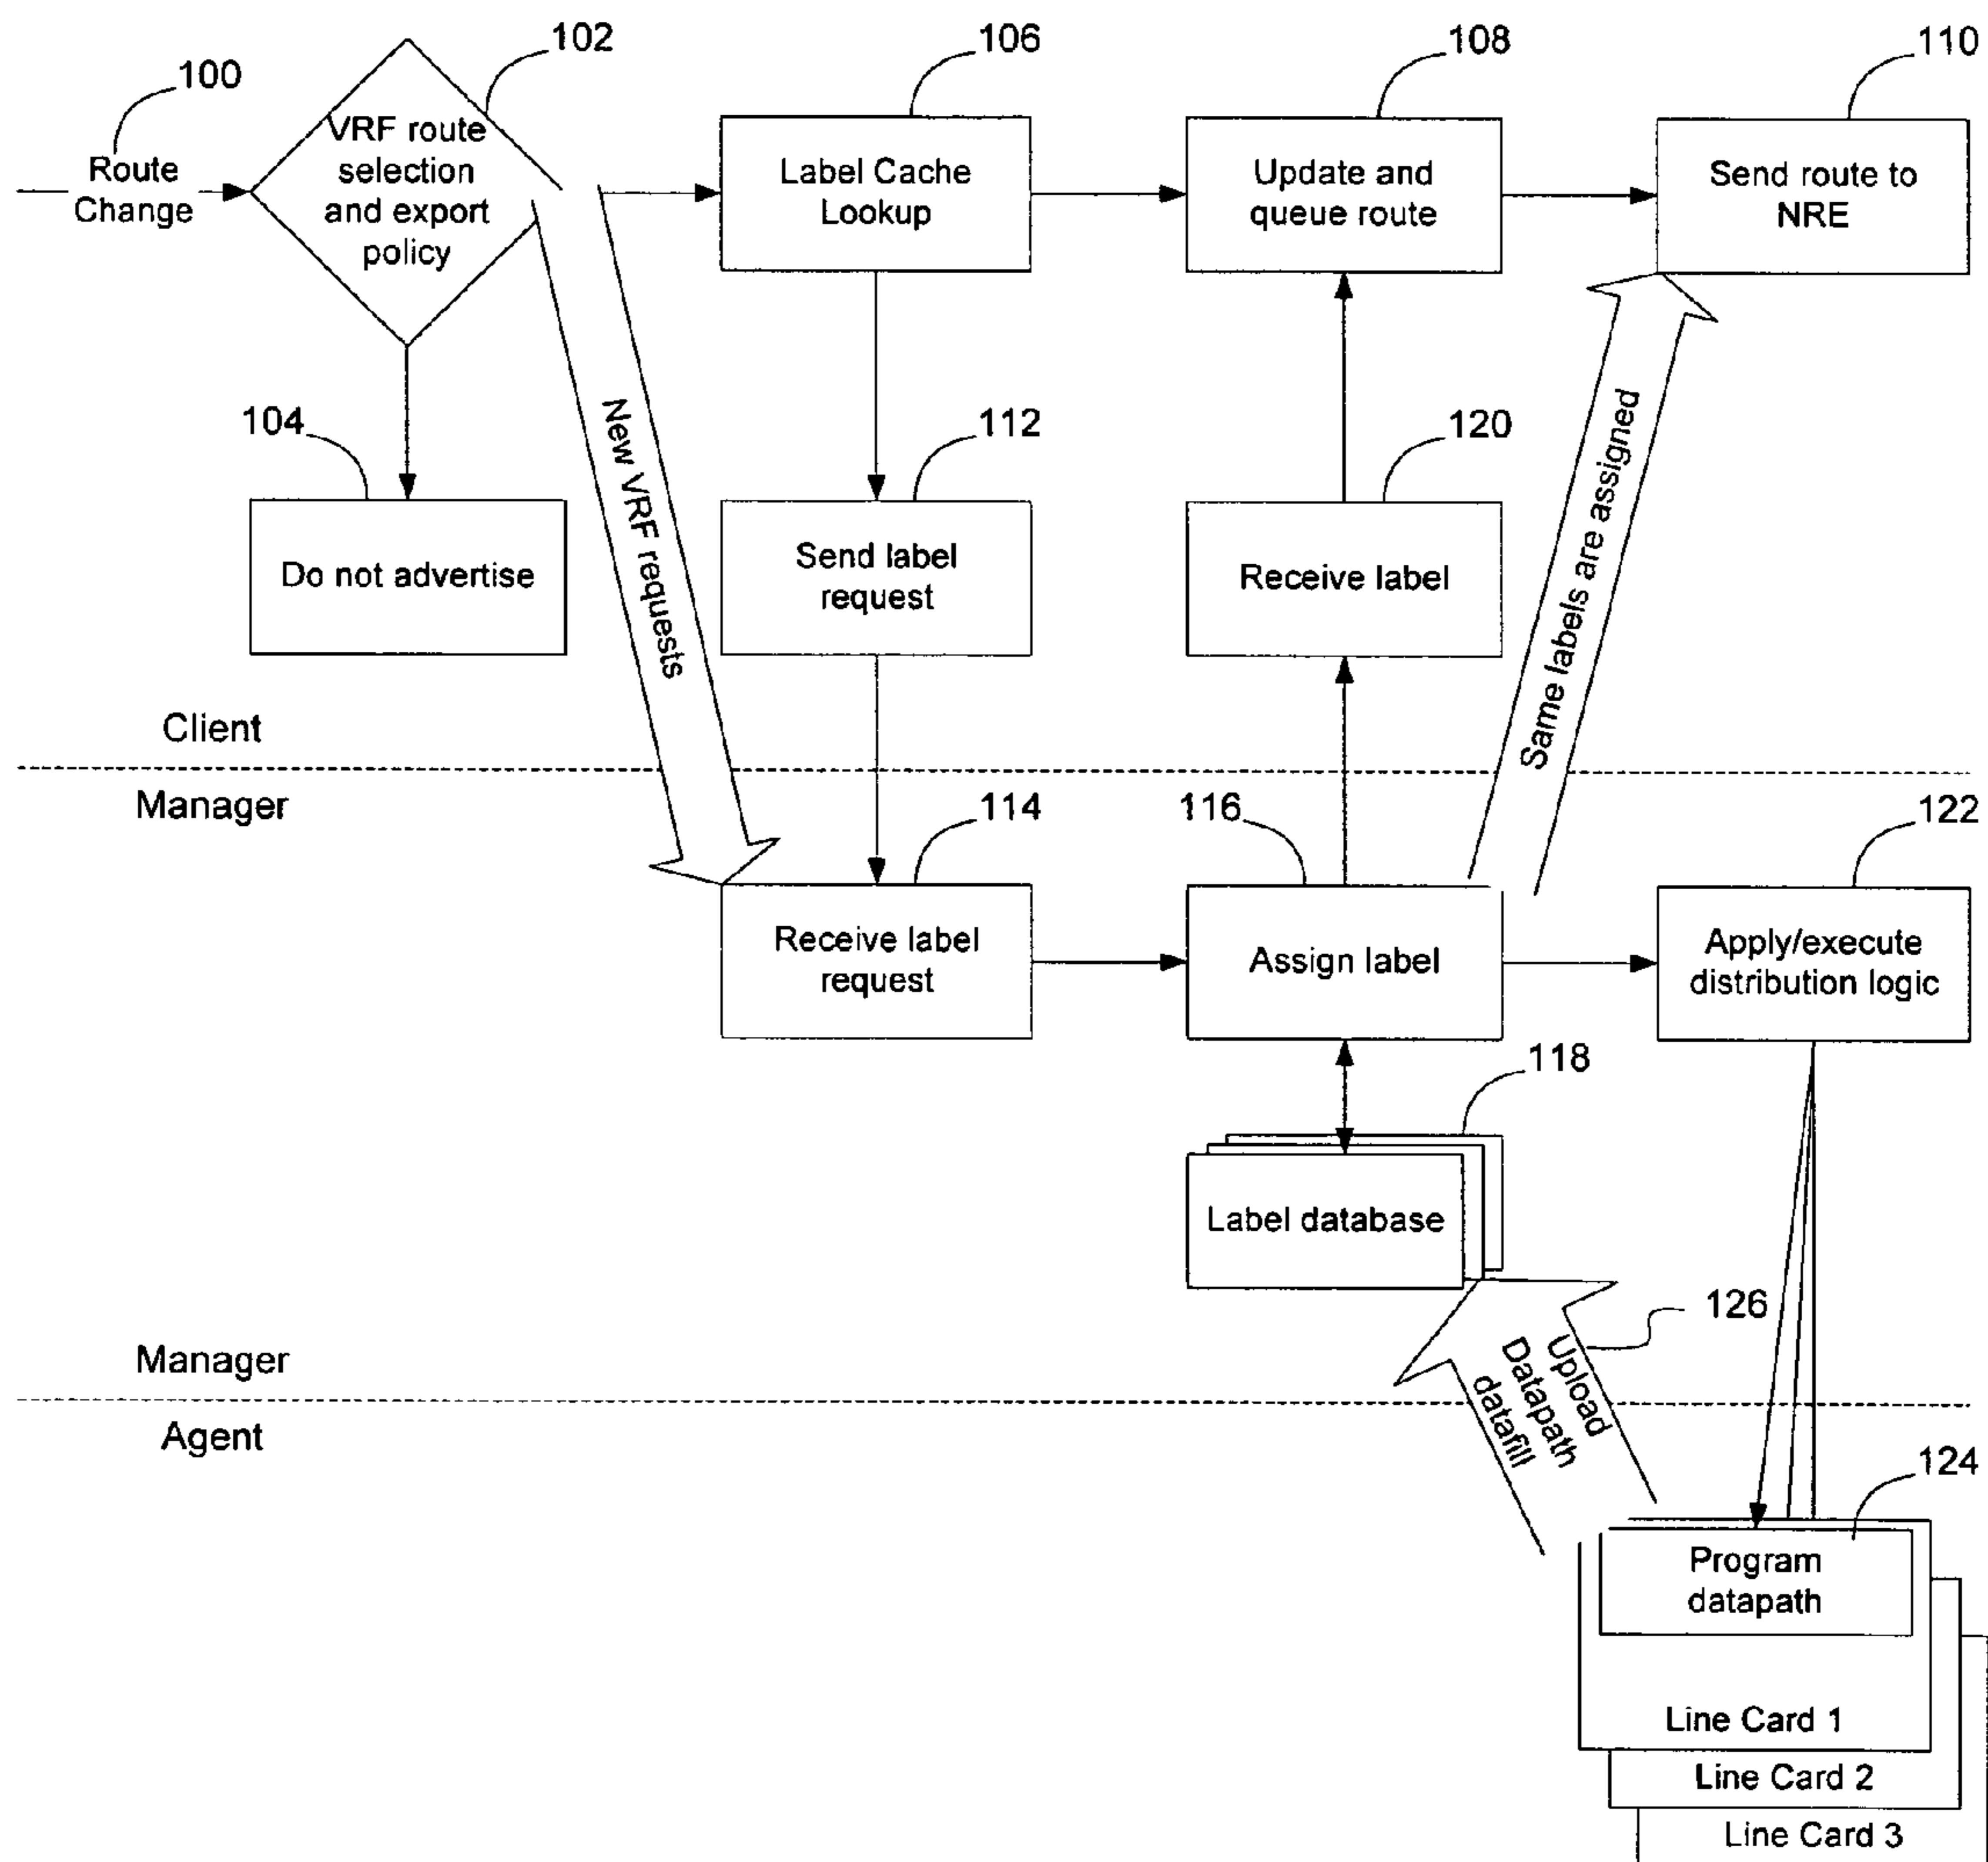 100
102
106
108
110
Route
Change
VRF route
selection
and export
policy
Label Cache
Lookup
Update and
queue route
Send route to
NRE
104
112
120
Do not advertise
New VRF requests
Send label
request
Receive label
Same labels are assigned
Client
Manager
114
116
122
Receive label
request
Assign label
Apply/execute
distribution logic
118
Label database
126
Upload
Datapath
datafill
Manager
Agent
124
Program
datapath
Line Card 1
Line Card 2
Line Card 3